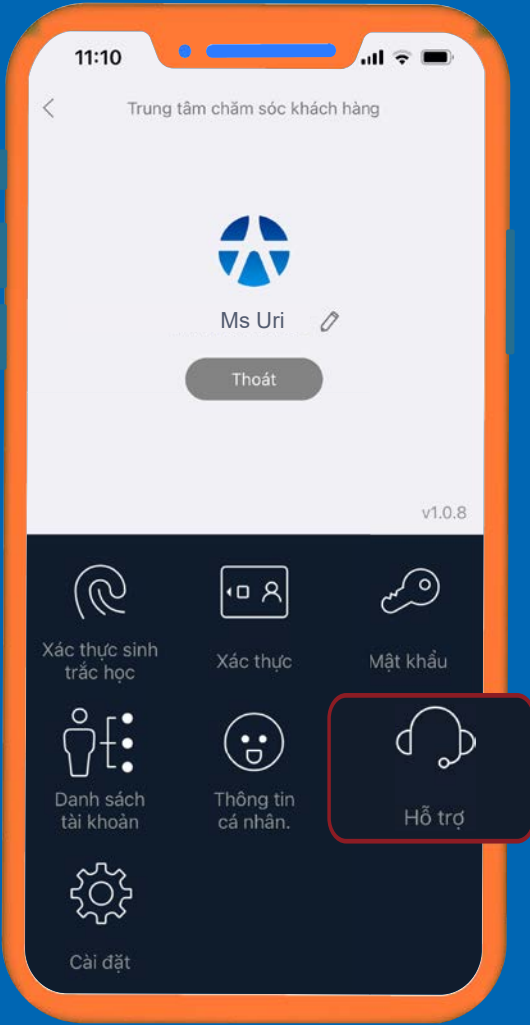 11:10
Trung tâm chăm sóc khách hàng
Ms Uri
Thoát
v1.0.8
Xác thực sinh
trắc học
Xác thực
Mật khẩu
Danh sách
tài khoản
Thông tin
cá nhân.
Hỗ trợ
Cài đặt